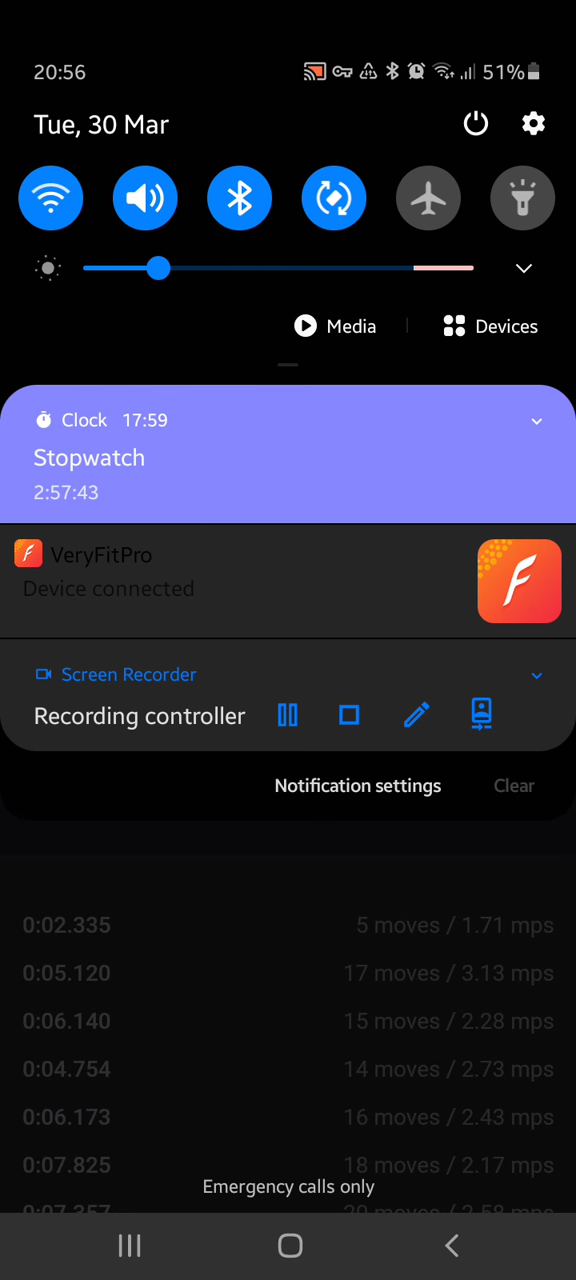 20:56 51%
Tue, 30 Mar
Media Devices
Clock 17:59
Stopwatch
2:57:43
VeryFitPro
Device connected
Screen Recorder
Recording controller
Notification settings Clear
0:02.335 5 moves / 1.71 mps
0:05.120 17 moves / 3.13 mps
0:06.140 15 moves / 2.28 mps
0:04.754 14 moves / 2.73 mps
0:06.173 16 moves / 2.43 mps
0:07.825 18 moves / 2.17 mps
Emergency calls only